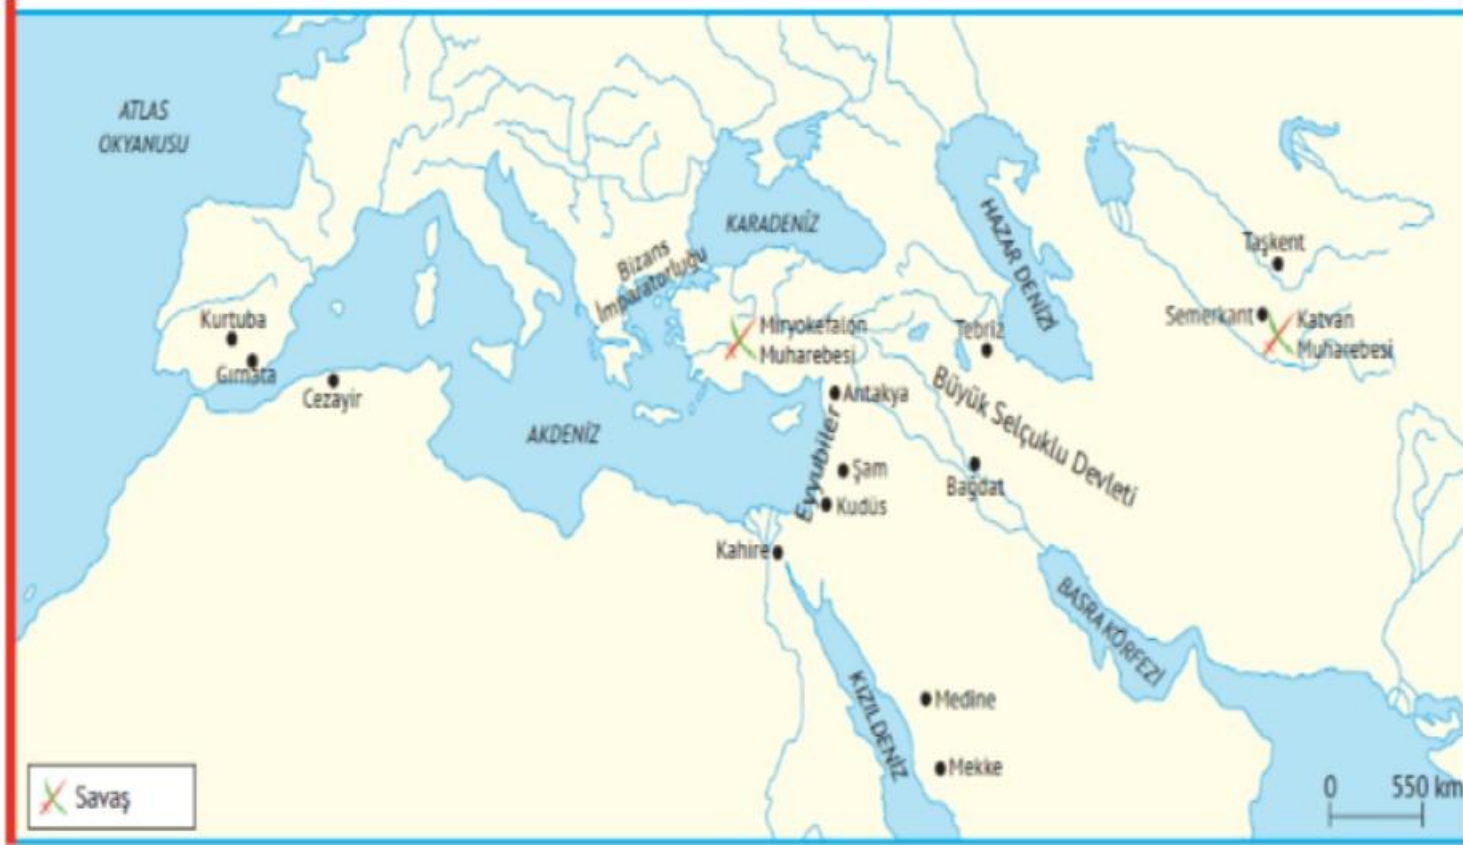 ATLAS
OKYANUSU
KARADENİZ
HAZAR DENİZİ
Taşkent
Bizans
İmparatorluğu
Semerkant
Katvan
Muharebesi
Kurtuba
Miryokefalon
Muharebesi
Tebriz
Gırnata
Cezayir
Antakya
Büyük Selçuklu Devleti
AKDENİZ
Eyyubiler
Şam
Bağdat
Kudüs
Kahire
BASRA KÖRFEZİ
KIZILDENİZ
Medine
Mekke
Savaş
0 550 km